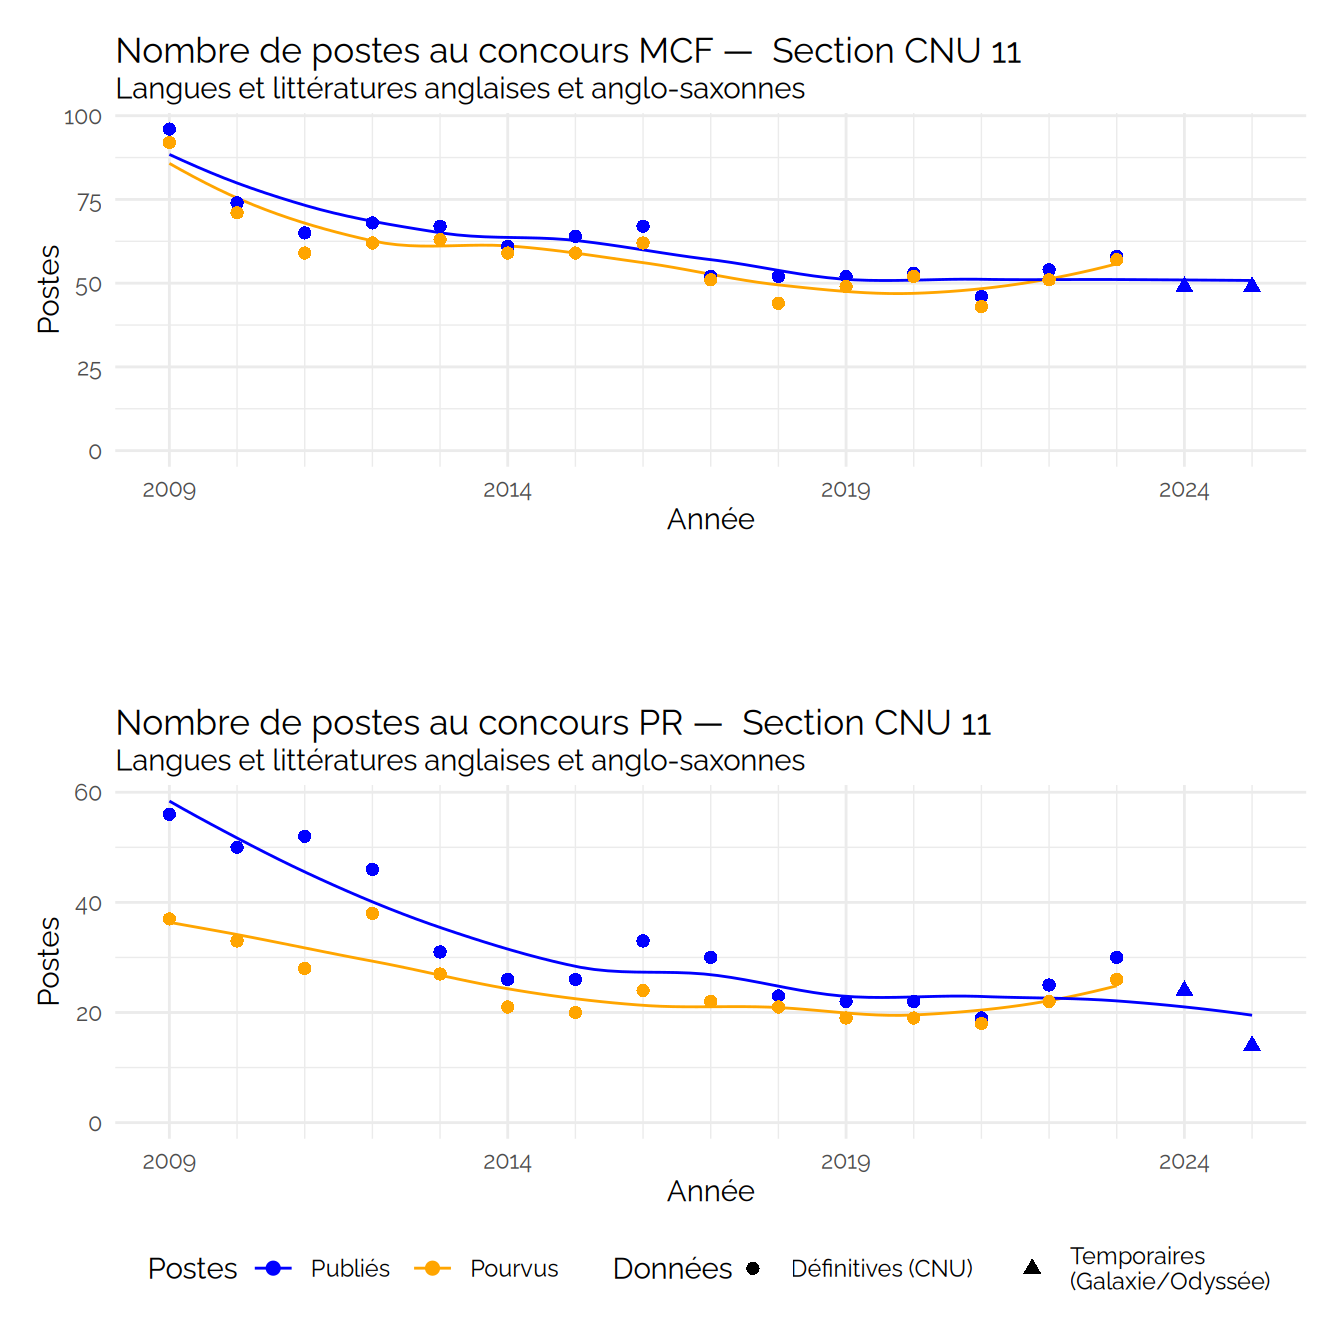 Nombre de postes au concours MCF — Section CNU 11
Langues et littératures anglaises et anglo-saxonnes
100
75
50
25
0
Postes
2009 2014 2019 2024
Année
Nombre de postes au concours PR — Section CNU 11
Langues et littératures anglaises et anglo-saxonnes
60
40
20
0
Postes
2009 2014 2019 2024
Année
Postes Publiés Pourvus Données Définitives (CNU) Temporaires
(Galaxie/Odyssée)